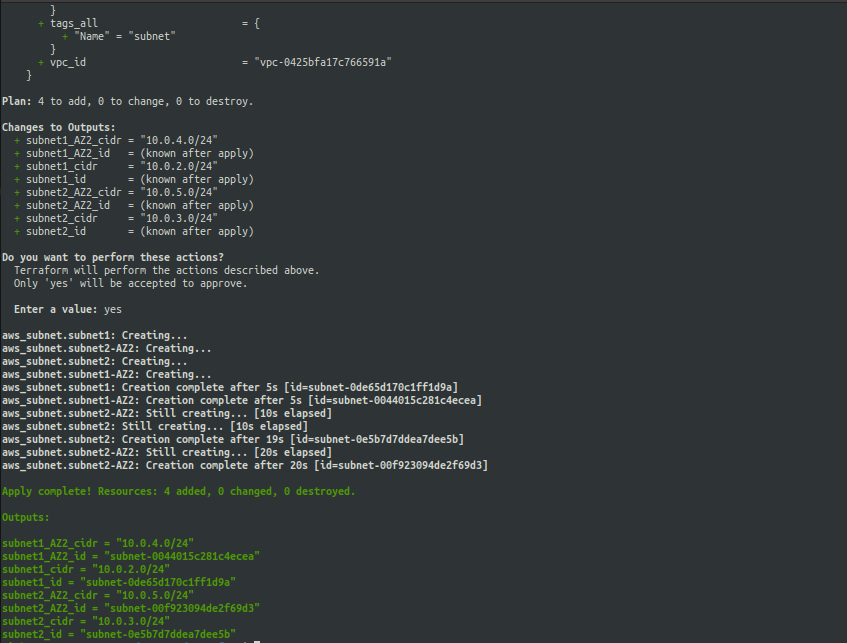 }
+ tags_all = {
+ "Name" = "subnet"
}
+ vpc_id = "vpc-0425bfa17c766591a"
}
Plan: 4 to add, 0 to change, 0 to destroy.
Changes to Outputs:
+ subnet1_AZ2_cidr = "10.0.4.0/24"
+ subnet1_AZ2_id = (known after apply)
+ subnet1_cidr = "10.0.2.0/24"
+ subnet1_id = (known after apply)
+ subnet2_AZ2_cidr = "10.0.5.0/24"
+ subnet2_AZ2_id = (known after apply)
+ subnet2_cidr = "10.0.3.0/24"
+ subnet2_id = (known after apply)
Do you want to perform these actions?
Terraform will perform the actions described above.
Only 'yes' will be accepted to approve.
Enter a value: yes
aws_subnet.subnet1: Creating...
aws_subnet.subnet2-AZ2: Creating...
aws_subnet.subnet2: Creating...
aws_subnet.subnet1-AZ2: Creating...
aws_subnet.subnet1: Creation complete after 5s [id=subnet-0de65d170c1ff1d9a]
aws_subnet.subnet1-AZ2: Creation complete after 5s [id=subnet-0044015c281c4ecea]
aws_subnet.subnet2-AZ2: Still creating... [10s elapsed]
aws_subnet.subnet2: Still creating... [10s elapsed]
aws_subnet.subnet2: Creation complete after 19s [id=subnet-0e5b7d7ddea7dee5b]
aws_subnet.subnet2-AZ2: Still creating... [20s elapsed]
aws_subnet.subnet2-AZ2: Creation complete after 20s [id=subnet-00f923094de2f69d3]
Apply complete! Resources: 4 added, 0 changed, 0 destroyed.
Outputs:
subnet1_AZ2_cidr = "10.0.4.0/24"
subnet1_AZ2_id = "subnet-0044015c281c4ecea"
subnet1_cidr = "10.0.2.0/24"
subnet1_id = "subnet-0de65d170c1ff1d9a"
subnet2_AZ2_cidr = "10.0.5.0/24"
subnet2_AZ2_id = "subnet-00f923094de2f69d3"
subnet2_cidr = "10.0.3.0/24"
subnet2_id = "subnet-0e5b7d7ddea7dee5b"